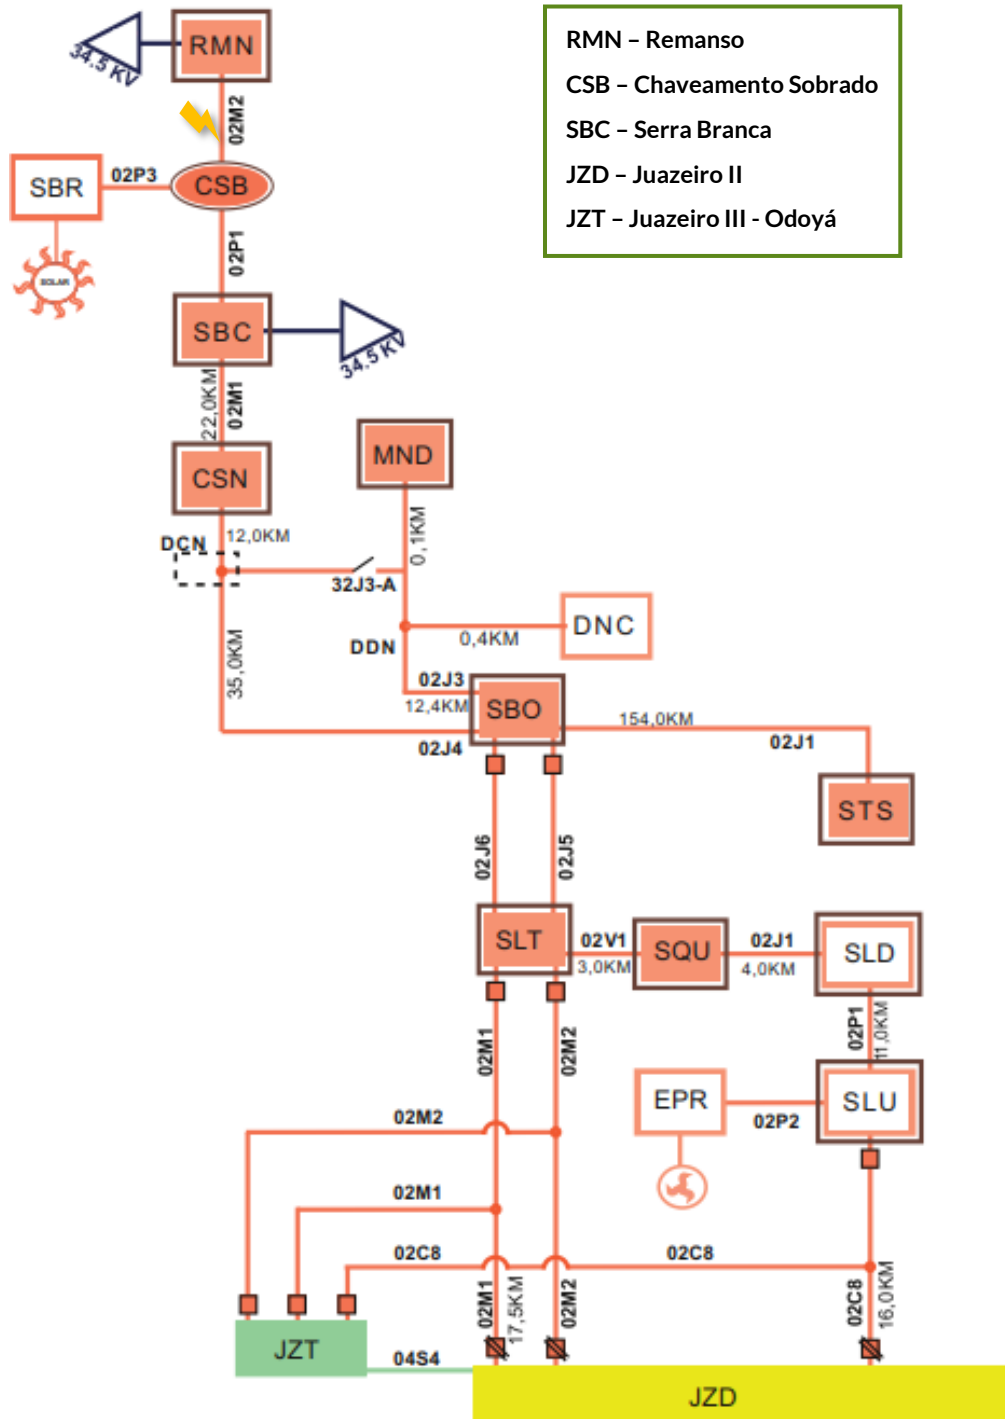 RMN
34,5 KV
02M2
RMN – Remanso
CSB – Chaveamento Sobrado
SBC – Serra Branca
JZD – Juazeiro II
JZT – Juazeiro III - Odoyá
SBR
02P3
CSB
SOLAR
02P1
SBC
34,5 KV
22,0KM
02M1
CSN
MND
DCN
12,0KM
0,1KM
32J3-A
DNC
0,4KM
DDN
35,0KM
02J3
12,4KM
SBO
154,0KM
02J4
02J1
STS
02J6
02J5
SLT
02V1
3,0KM
SQU
02J1
4,0KM
SLD
02M1
02M2
02P1
11,0KM
EPR
02P2
SLU
02M2
02M1
02C8
02C8
02M1
17,5KM
02M2
02C8
16,0KM
JZT
04S4
JZD